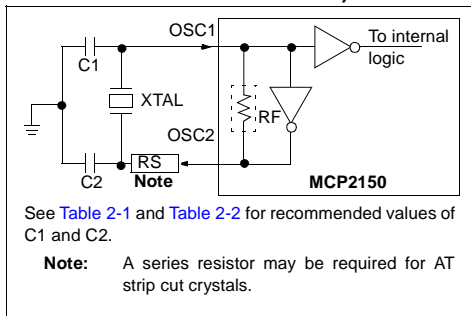 OSC1
To internal
logic
C1
XTAL
RF
OSC2
RS
C2
Note
MCP2150
See Table 2-1 and Table 2-2 for recommended values of
C1 and C2.
Note: A series resistor may be required for AT
strip cut crystals.